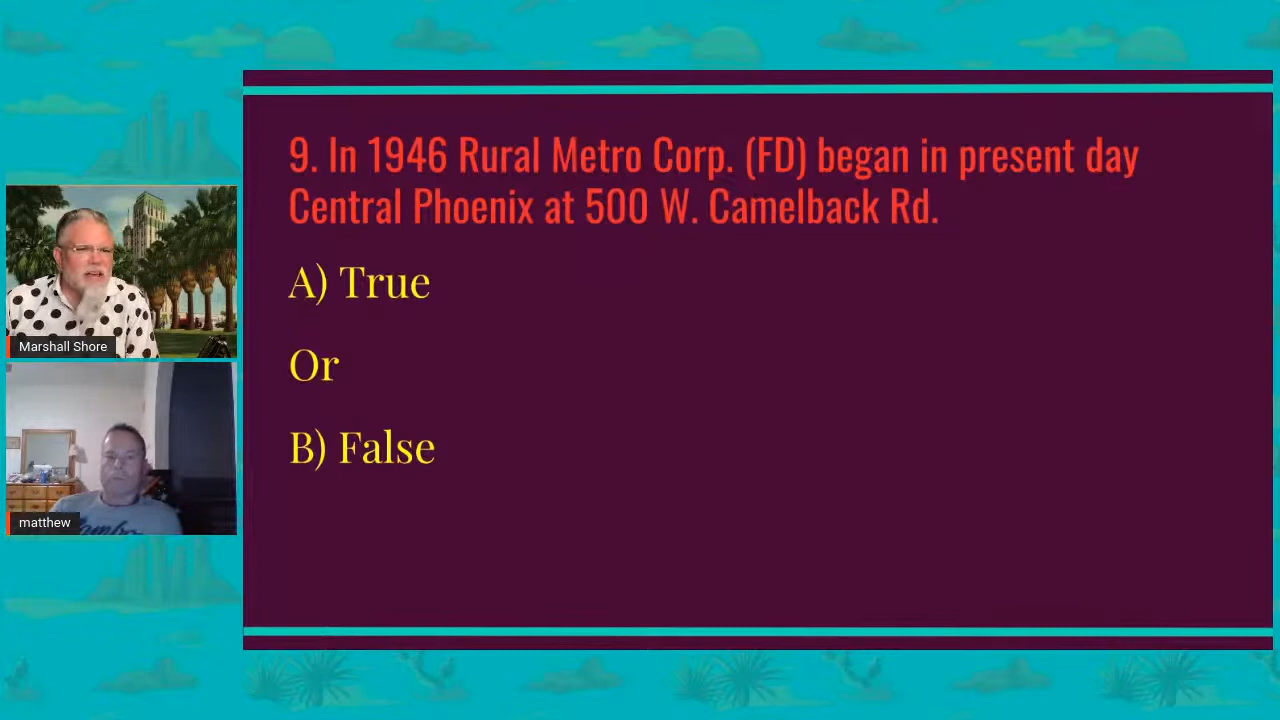 9. In 1946 Rural Metro Corp. (FD) began in present day
Central Phoenix at 500 W. Camelback Rd.
A) True
Or
B) False
Marshall Shore
matthew